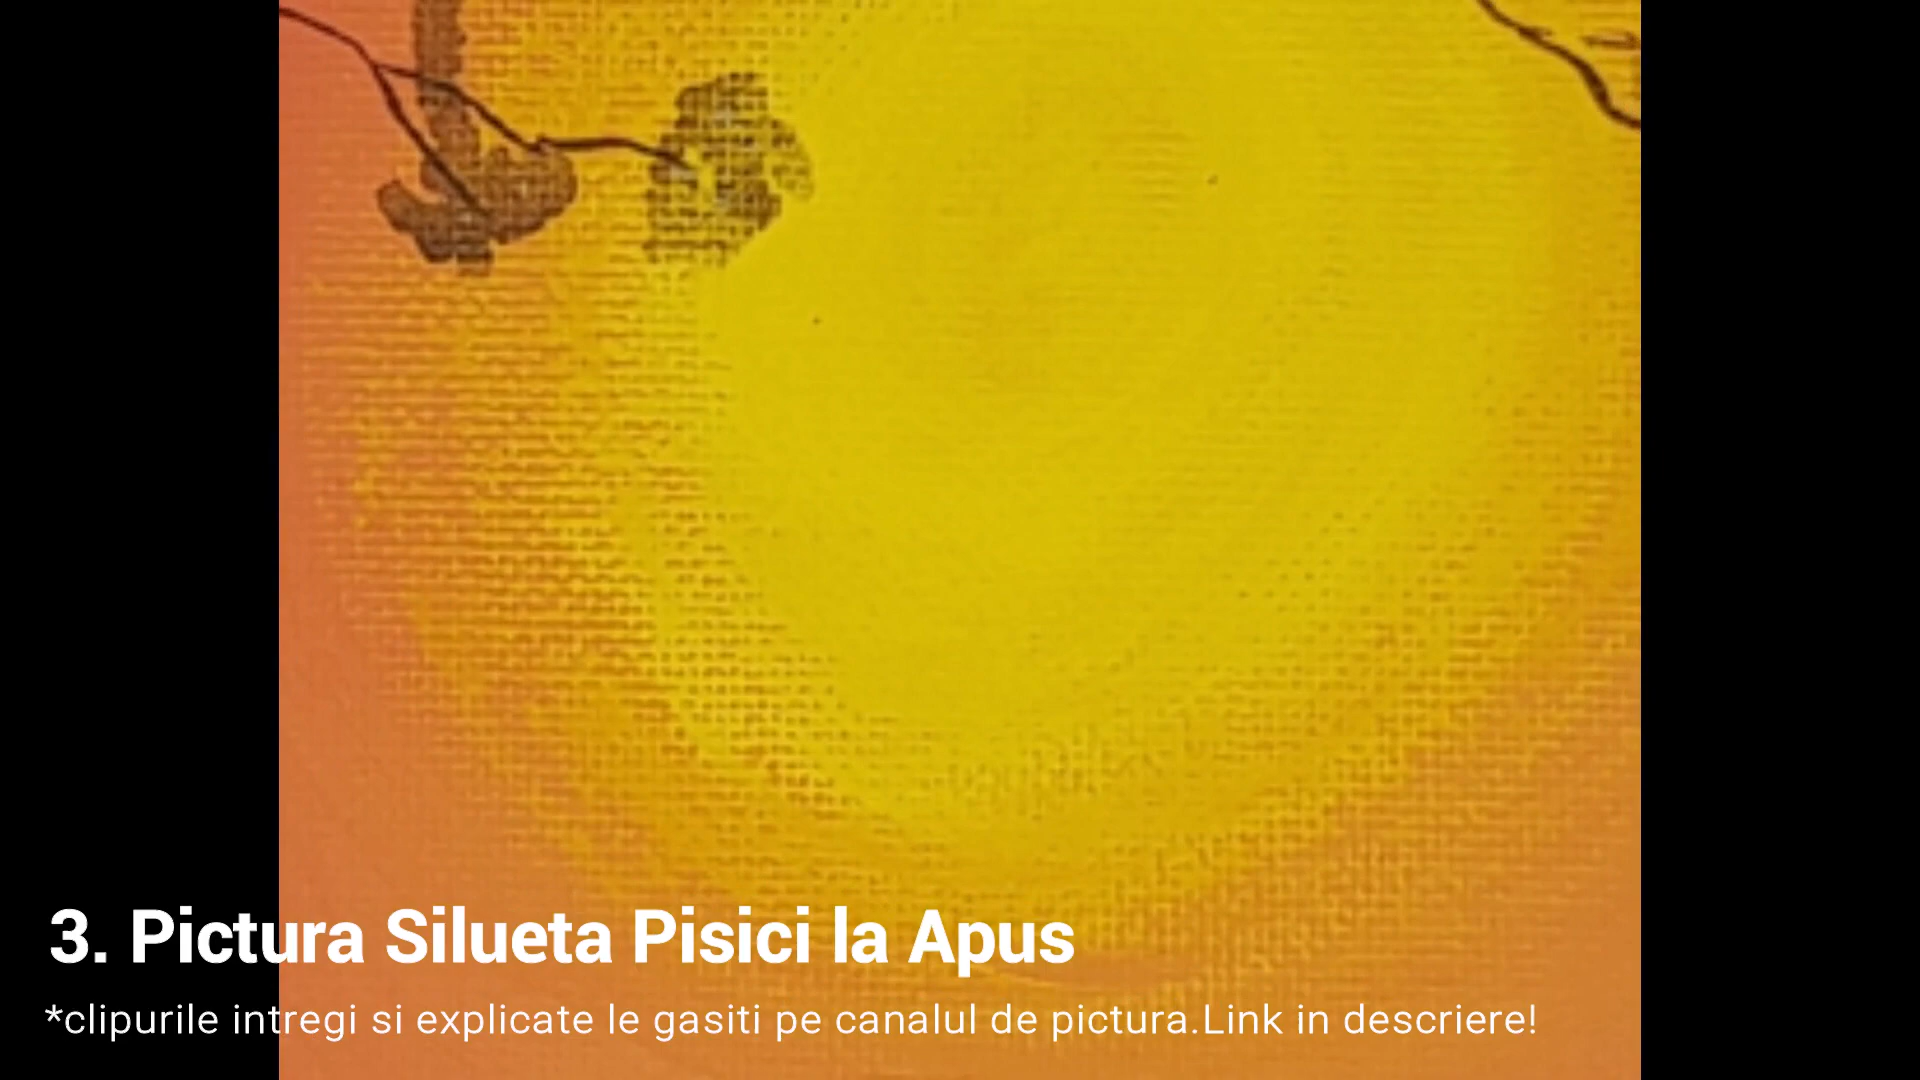 3. Pictura Silueta Pisici la Apus
*clipurile intregi si explicate le gasiti pe canalul de pictura.Link in descriere!